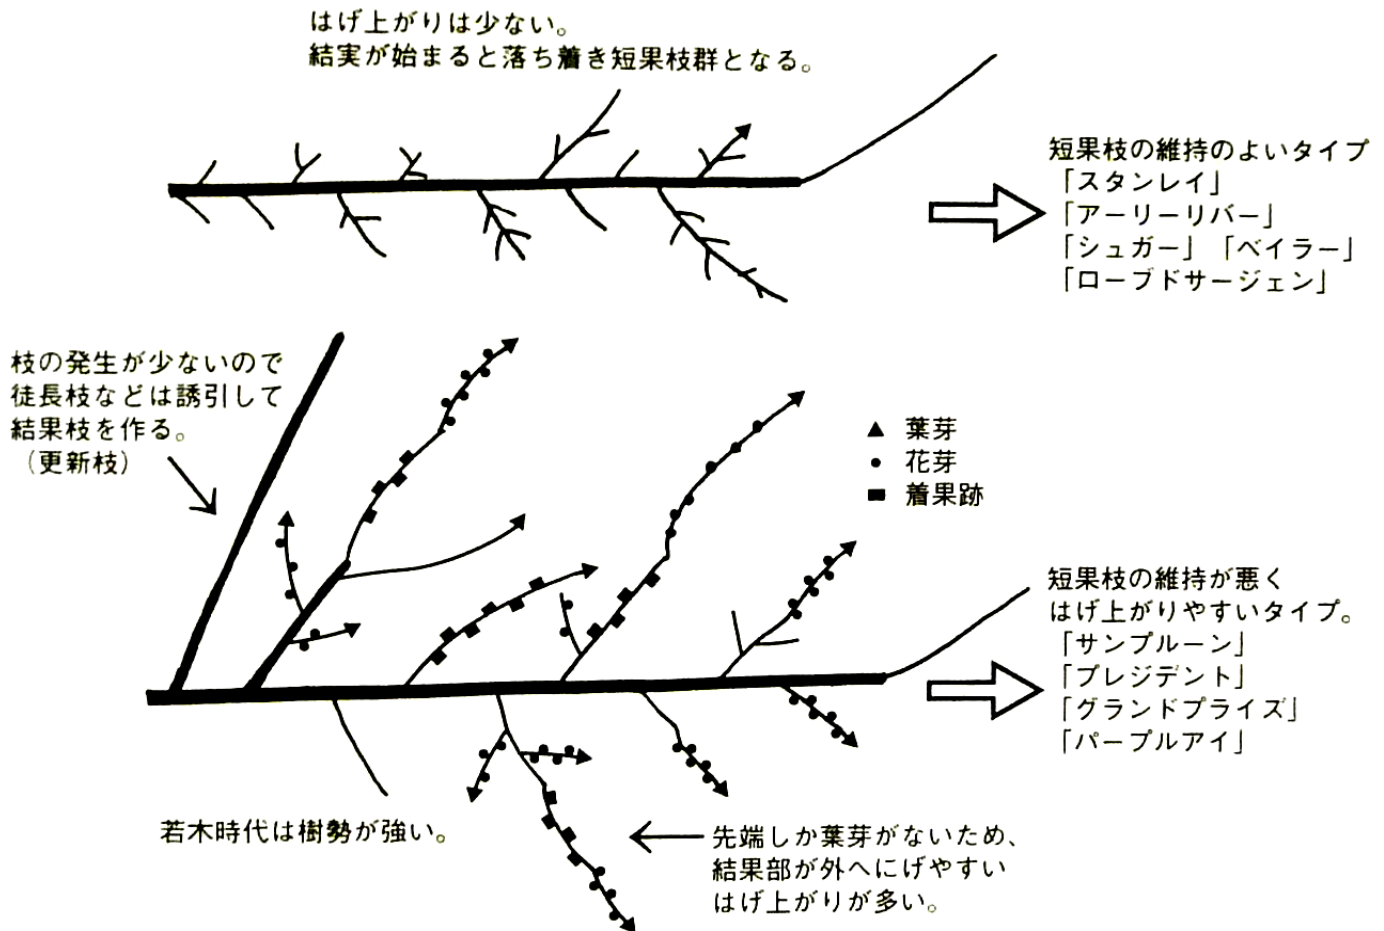 はげ上がりは少ない。
結実が始まると落ち着き短果枝群となる。
短果枝の維持のよいタイプ
「スタンレイ」
「アーリーリバー」
「シュガー」「ベイラー」
「ローブドサージェン」
枝の発生が少ないので
徒長枝などは誘引して
結果枝を作る。
（更新枝）
▲ 葉芽
● 花芽
■ 着果跡
短果枝の維持が悪く
はげ上がりやすいタイプ。
「サンプルーン」
「プレジデント」
「グランドプライズ」
「パープルアイ」
若木時代は樹勢が強い。
先端しか葉芽がないため、
結果部が外へにげやすい
はげ上がりが多い。